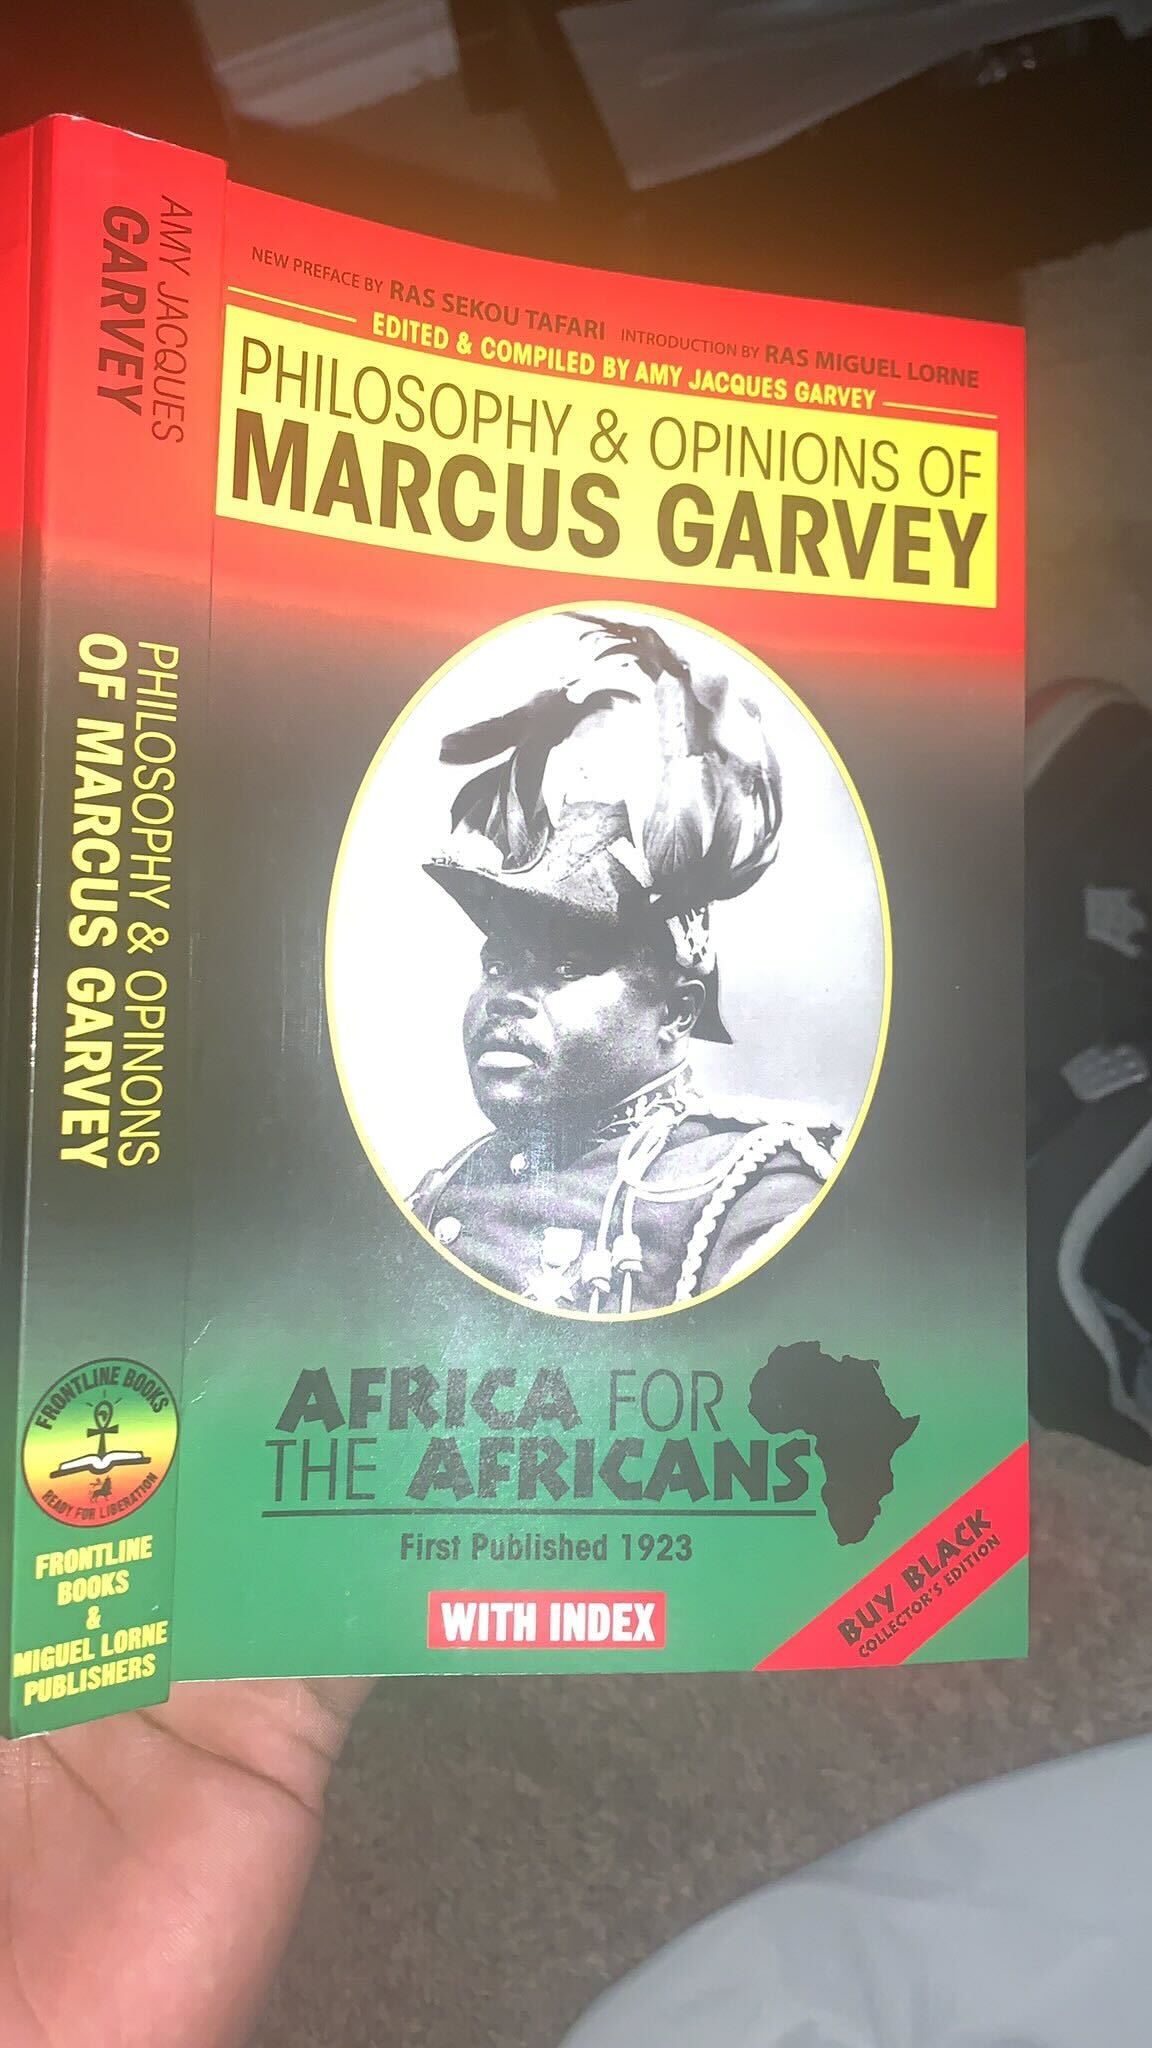 AMY JACQUES
GARVEY
PHILOSOPHY & OPINIONS
OF MARCUS GARVEY
FRONTLINE BOOKS
READY FOR LIBERATION
FRONTLINE
BOOKS
&
MIGUEL LORNE
PUBLISHERS
NEW PREFACE BY RAS SEKOU TAFARI INTRODUCTION BY RAS MIGUEL LORNE
EDITED & COMPILED BY AMY JACQUES GARVEY
PHILOSOPHY & OPINIONS OF
MARCUS GARVEY
AFRICA FOR
THE AFRICANS
First Published 1923
WITH INDEX
BUY BLACK
COLLECTOR'S EDITION